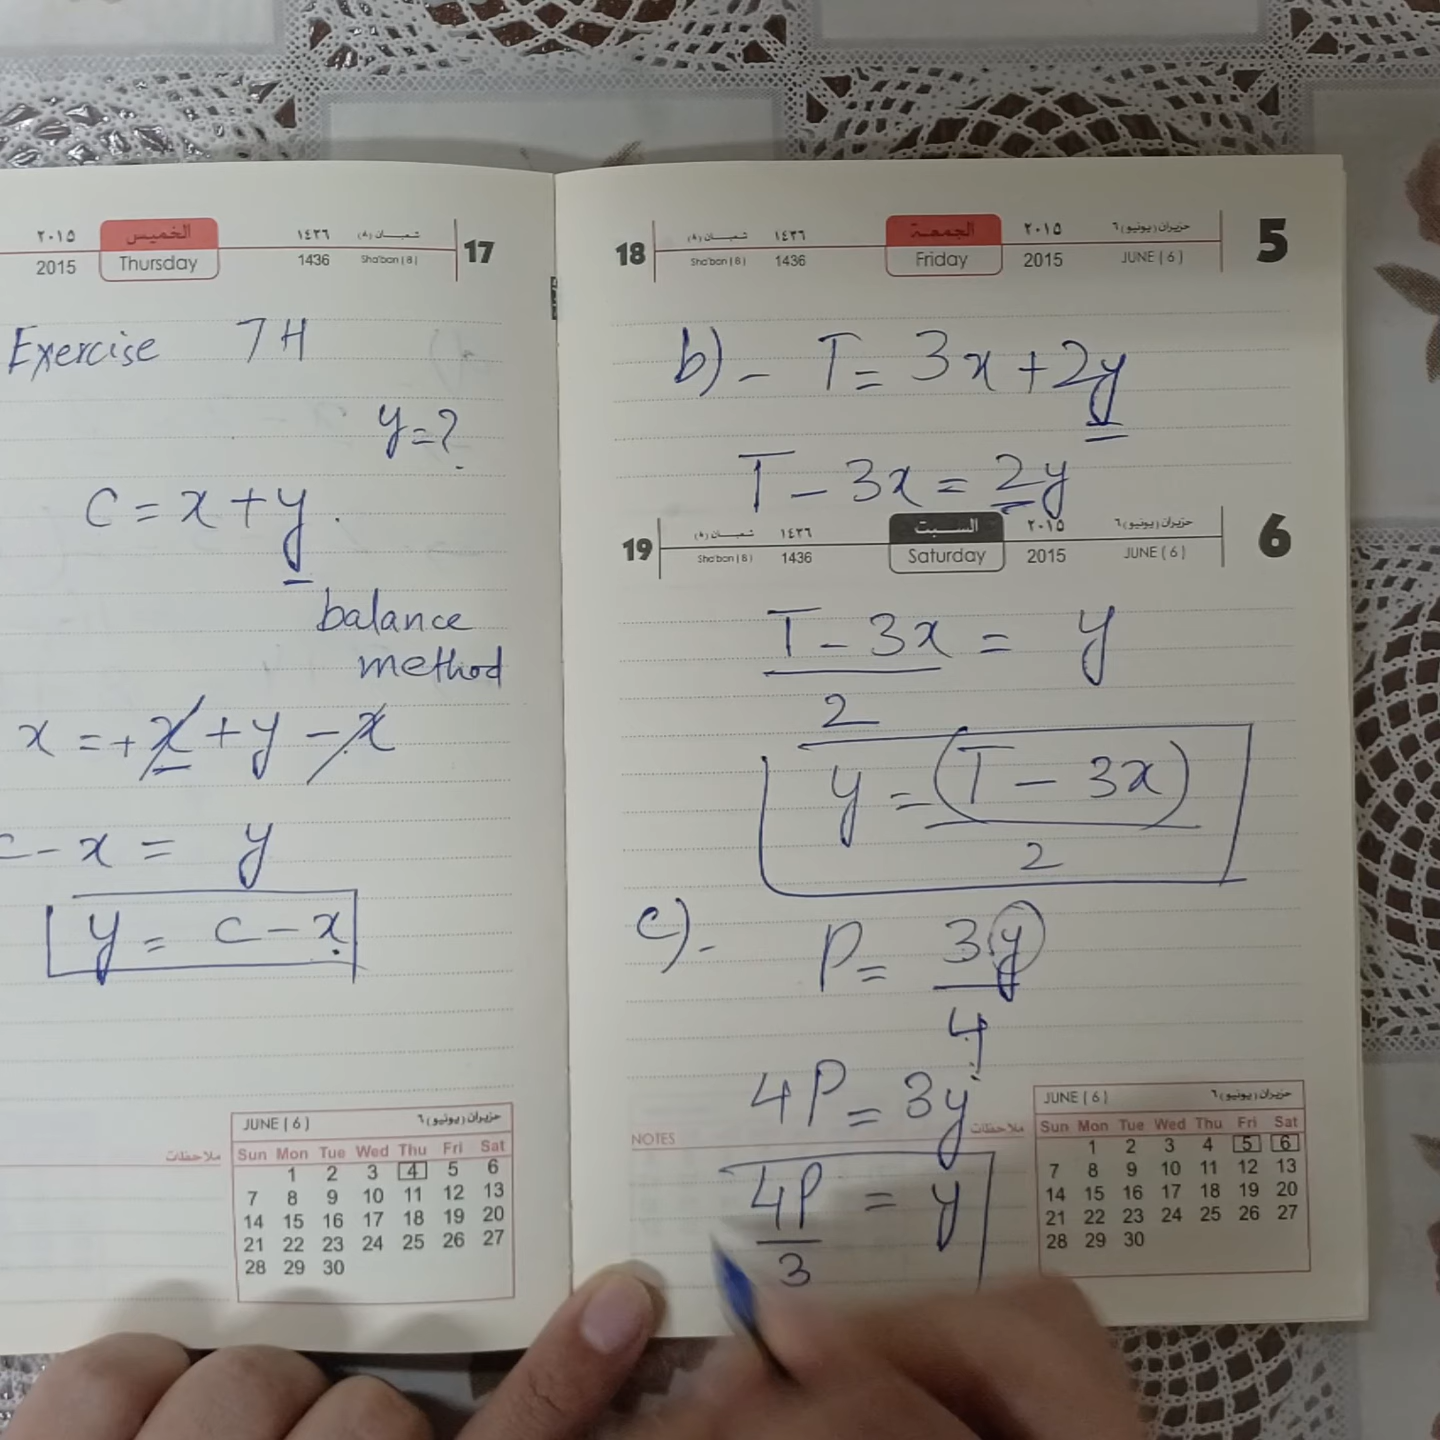 ٢٠١٥ الخميس ١٤٣٦ شعبان (٨) 17
2015 Thursday 1436 Sha'ban ( 8 )
Exercise 7H
y=?
c = x + y.
balance
method
x = + x + y - x
c - x = y
y = c - x
JUNE ( 6 ) حزيران (يونيو) ٦
ملاحظات
Sun Mon Tue Wed Thu Fri Sat
1 2 3 4 5 6
7 8 9 10 11 12 13
14 15 16 17 18 19 20
21 22 23 24 25 26 27
28 29 30
18 شعبان (٨) ١٤٣٦ الجمعة ٢٠١٥ حزيران (يونيو) ٦ 5
Sha'ban ( 8 ) 1436 Friday 2015 JUNE ( 6 )
b) - T = 3x + 2y
T - 3x = 2y
19 شعبان (٨) ١٤٣٦ السبت ٢٠١٥ حزيران (يونيو) ٦ 6
Sha'ban ( 8 ) 1436 Saturday 2015 JUNE ( 6 )
T - 3x = y
2
y = (T - 3x)
2
c) - P = 3y
4
4P = 3y
NOTES ملاحظات
4P = y
3
JUNE ( 6 ) حزيران (يونيو) ٦
Sun Mon Tue Wed Thu Fri Sat
1 2 3 4 5 6
7 8 9 10 11 12 13
14 15 16 17 18 19 20
21 22 23 24 25 26 27
28 29 30